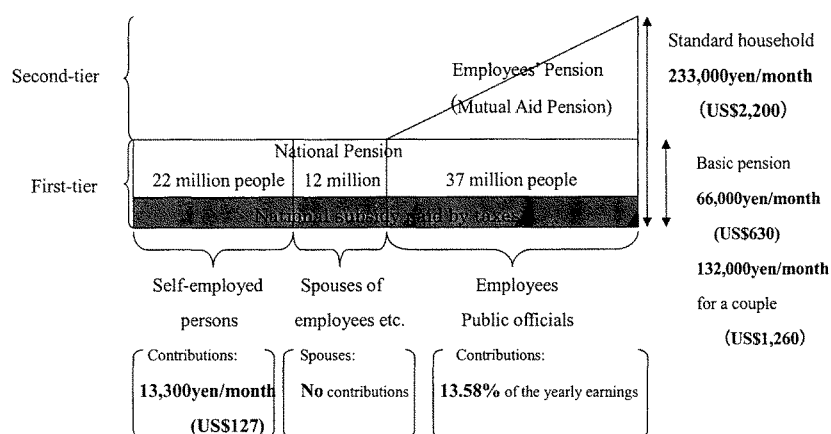 Second-tier
First-tier
Employees' Pension
(Mutual Aid Pension)
National Pension
22 million people
12 million
37 million people
National subsidy paid by taxes
Standard household
233,000yen/month
(US$2,200)
Basic pension
66,000yen/month
(US$630)
132,000yen/month
for a couple
(US$1,260)
Self-employed
persons
Spouses of
employees etc.
Employees
Public officials
Contributions:
13,300yen/month
(US$127)
Spouses:
No contributions
Contributions:
13.58% of the yearly earnings